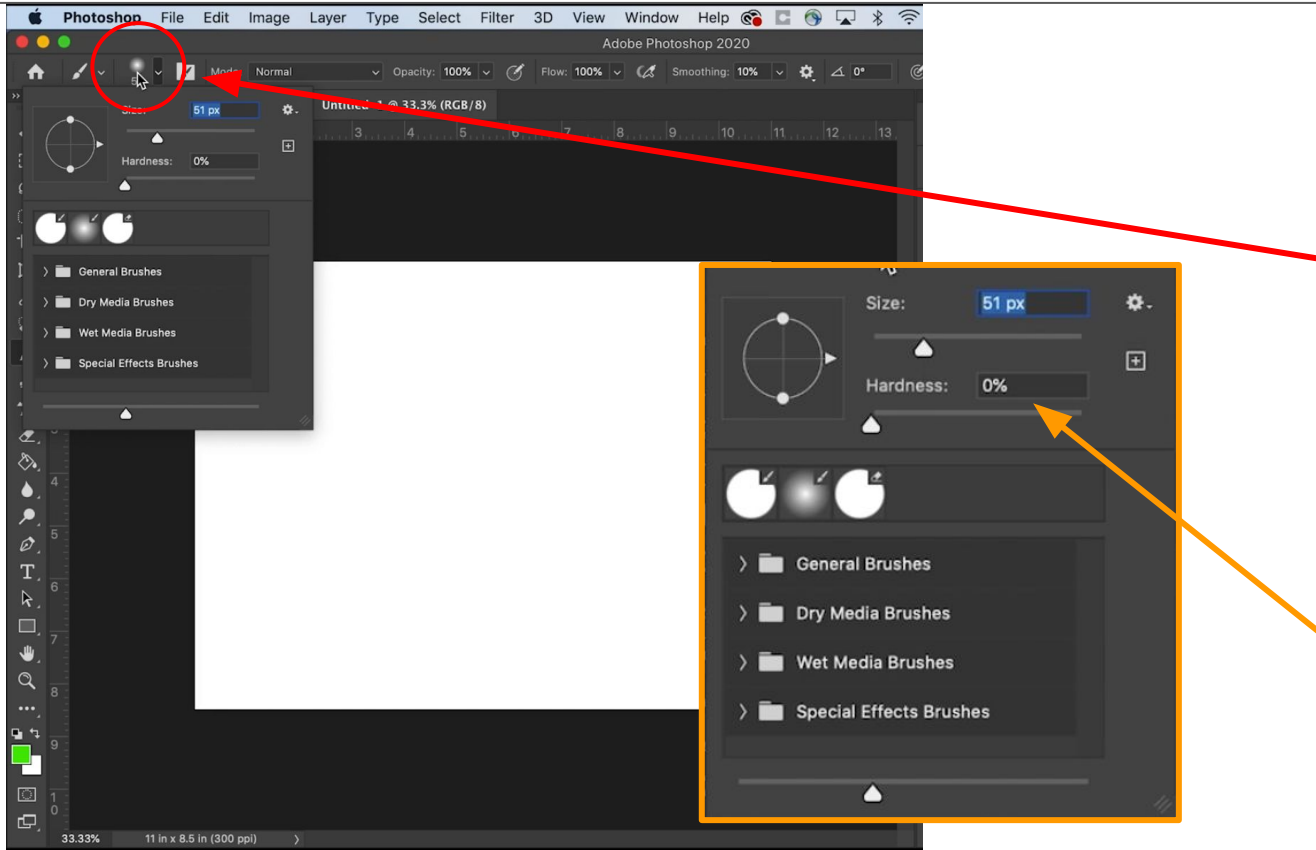 Photoshop File Edit Image Layer Type Select Filter 3D View Window Help
Adobe Photoshop 2020
Mode: Normal Opacity: 100% Flow: 100% Smoothing: 10% 0°
Size: 51 px
Untitled-1 @ 33.3% (RGB/8)
3 4 5 6 7 8 9 10 11 12 13
Hardness: 0%
General Brushes
Dry Media Brushes
Wet Media Brushes
Special Effects Brushes
4
5
6
7
8
9
1
0
33.33% 11 in x 8.5 in (300 ppi)
Size: 51 px
Hardness: 0%
General Brushes
Dry Media Brushes
Wet Media Brushes
Special Effects Brushes